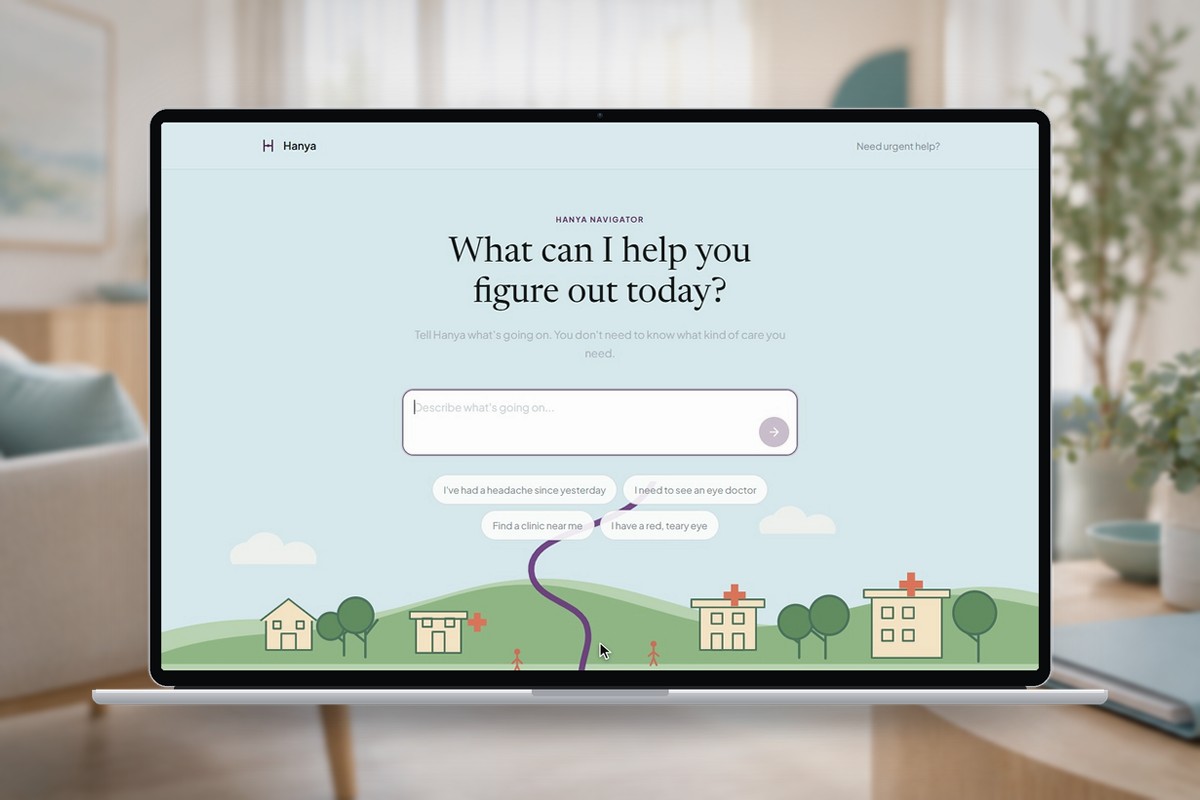 Hanya
Need urgent help?
HANYA NAVIGATOR
What can I help you
figure out today?
Tell Hanya what's going on. You don't need to know what kind of care you
need.
Describe what's going on...
I've had a headache since yesterday
I need to see an eye doctor
Find a clinic near me
I have a red, teary eye